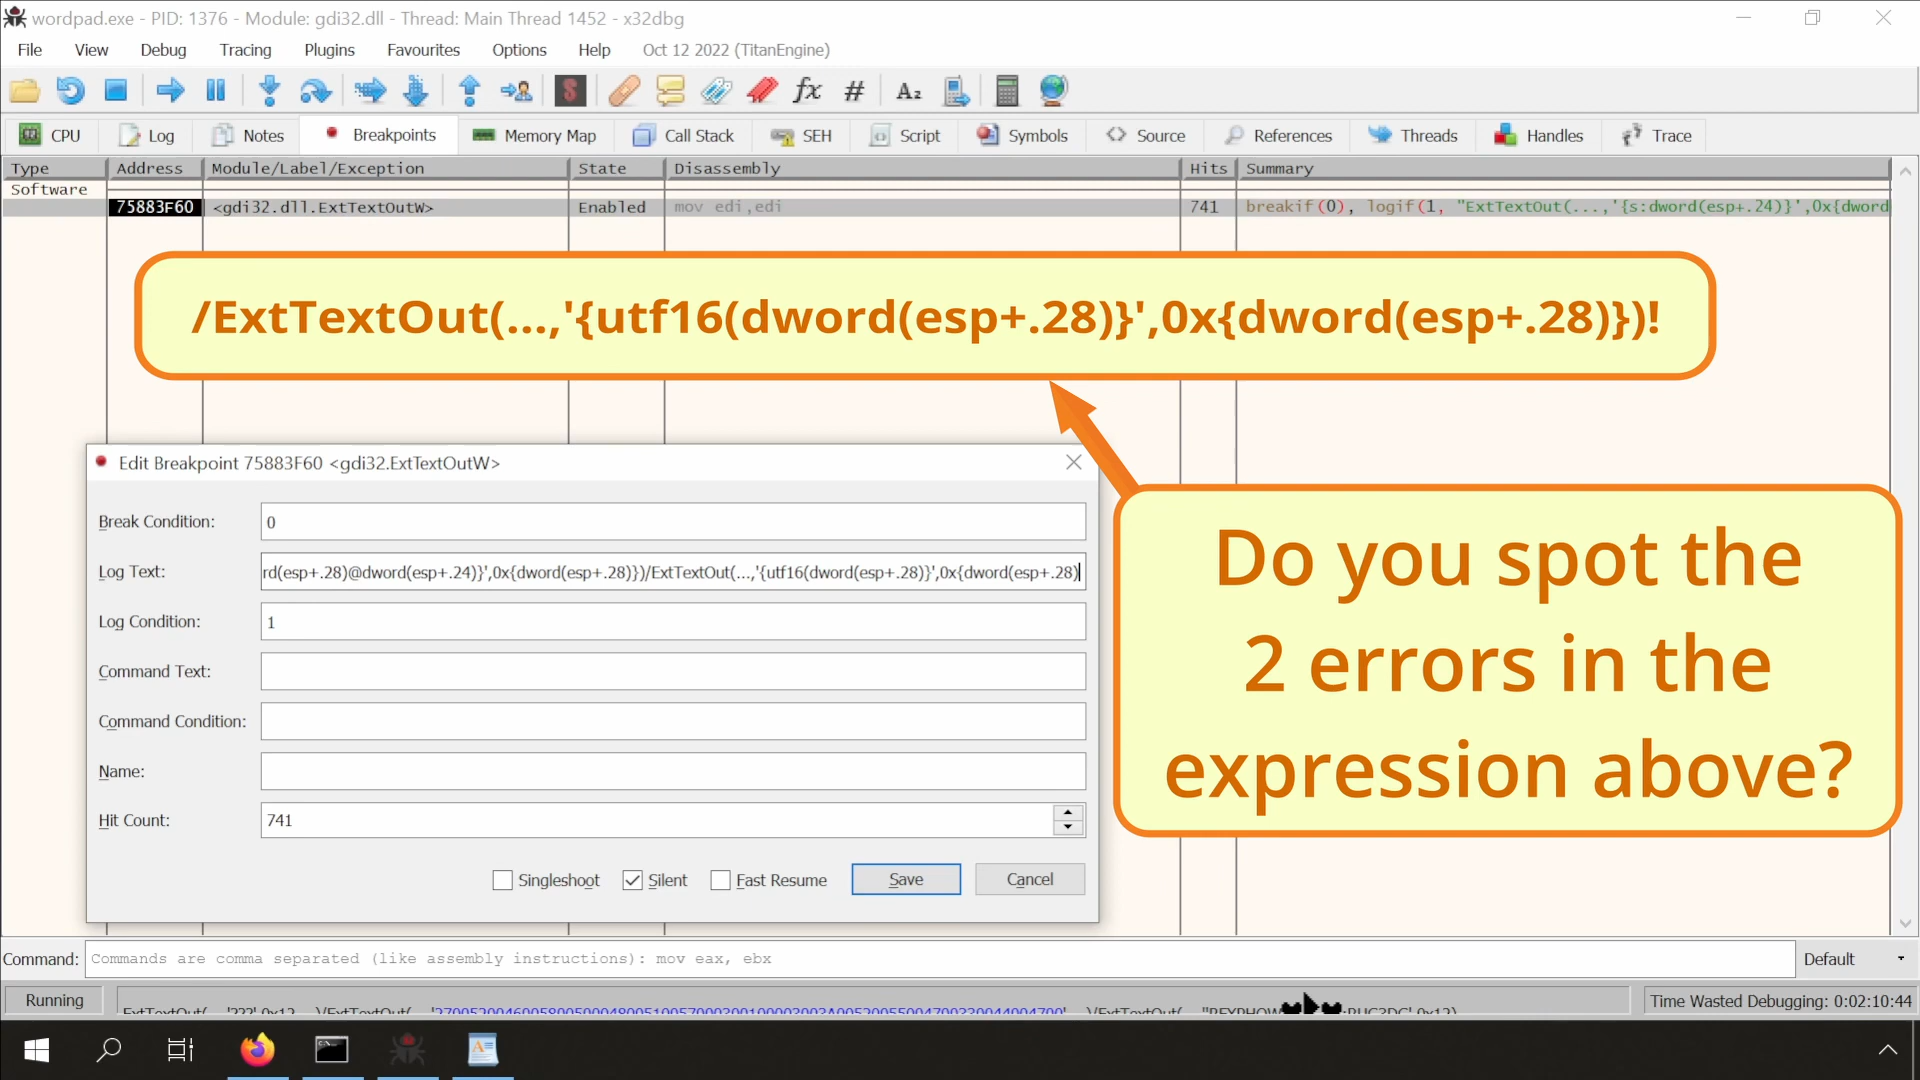 wordpad.exe - PID: 1376 - Module: gdi32.dll - Thread: Main Thread 1452 - x32dbg
File View Debug Tracing Plugins Favourites Options Help Oct 12 2022 (TitanEngine)
S fx # A₂
CPU Log Notes Breakpoints Memory Map Call Stack SEH Script Symbols Source References Threads Handles Trace
Type Address Module/Label/Exception State Disassembly Hits Summary
Software
75883F60 <gdi32.dll.ExtTextOutW> Enabled mov edi,edi 741 breakif(0), logif(1, "ExtTextOut(...,'{s:dword(esp+.24)}',0x{dword
/ExtTextOut(...,'{utf16(dword(esp+.28)}',0x{dword(esp+.28)})!
Edit Breakpoint 75883F60 <gdi32.ExtTextOutW>
Break Condition: 0
Log Text: rd(esp+.28)@dword(esp+.24)}',0x{dword(esp+.28)})/ExtTextOut(...,'{utf16(dword(esp+.28)}',0x{dword(esp+.28)
Log Condition: 1
Command Text:
Command Condition:
Name:
Hit Count: 741
Singleshoot Silent Fast Resume Save Cancel
Do you spot the
2 errors in the
expression above?
Command: Commands are comma separated (like assembly instructions): mov eax, ebx Default
Running Time Wasted Debugging: 0:02:10:44